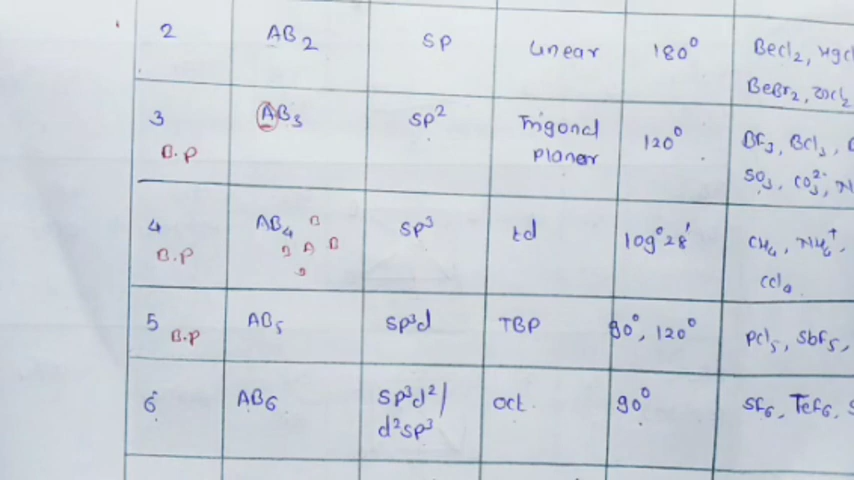 2 AB2 SP Linear 180° BeCl2, HgCl
BeBr2, ZnCl2
3 AB3 SP2 Trigonal 120° BF3, BCl3,
B.P planar SO3, CO3 2-, N
4 AB4 B SP3 td 109°28' CH4, NH4+,
B.P B A B CCl4.
B
5 AB5 SP3d TBP 90°, 120° PCl5, SbF5,
B.P
6 AB6 SP3d2/ Oct. 90° SF6, TeF6, S
d2SP3